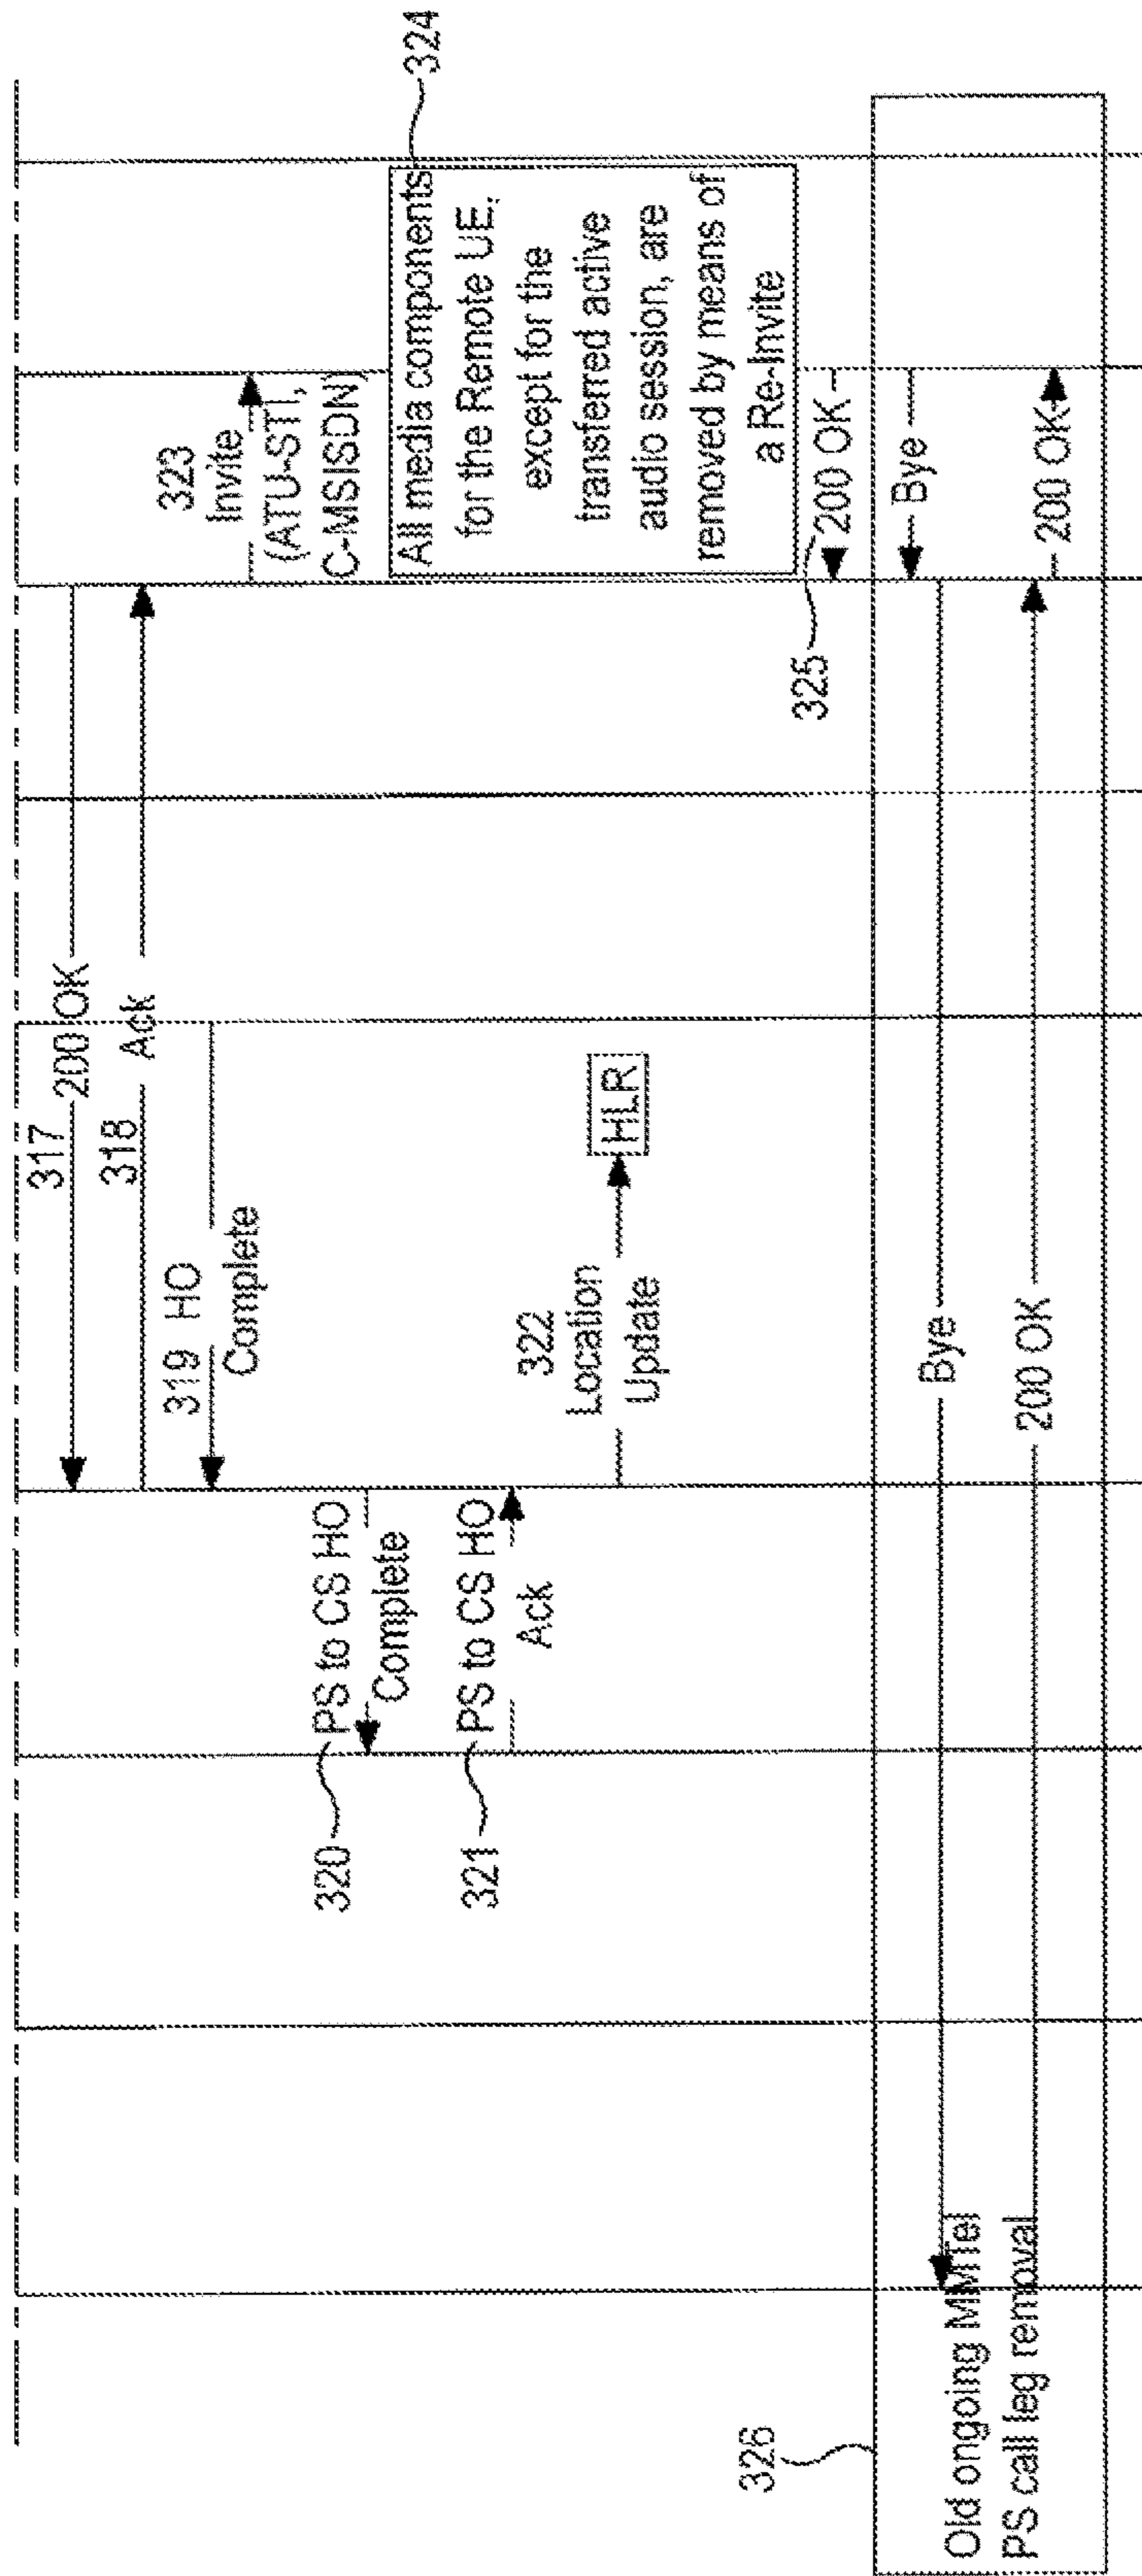 317
200 OK
318
Ack
319 HO
Complete
320
PS to CS HO
Complete
321
PS to CS HO
Ack
322
Location
Update
HLR
323
Invite
(ATU-STI,
C-MSISDN)
324
All media components
for the Remote UE,
except for the
transferred active
audio session, are
removed by means of
a Re-Invite
325
200 OK
326
Old ongoing MMTel
PS call leg removal
Bye
Bye
200 OK
200 OK